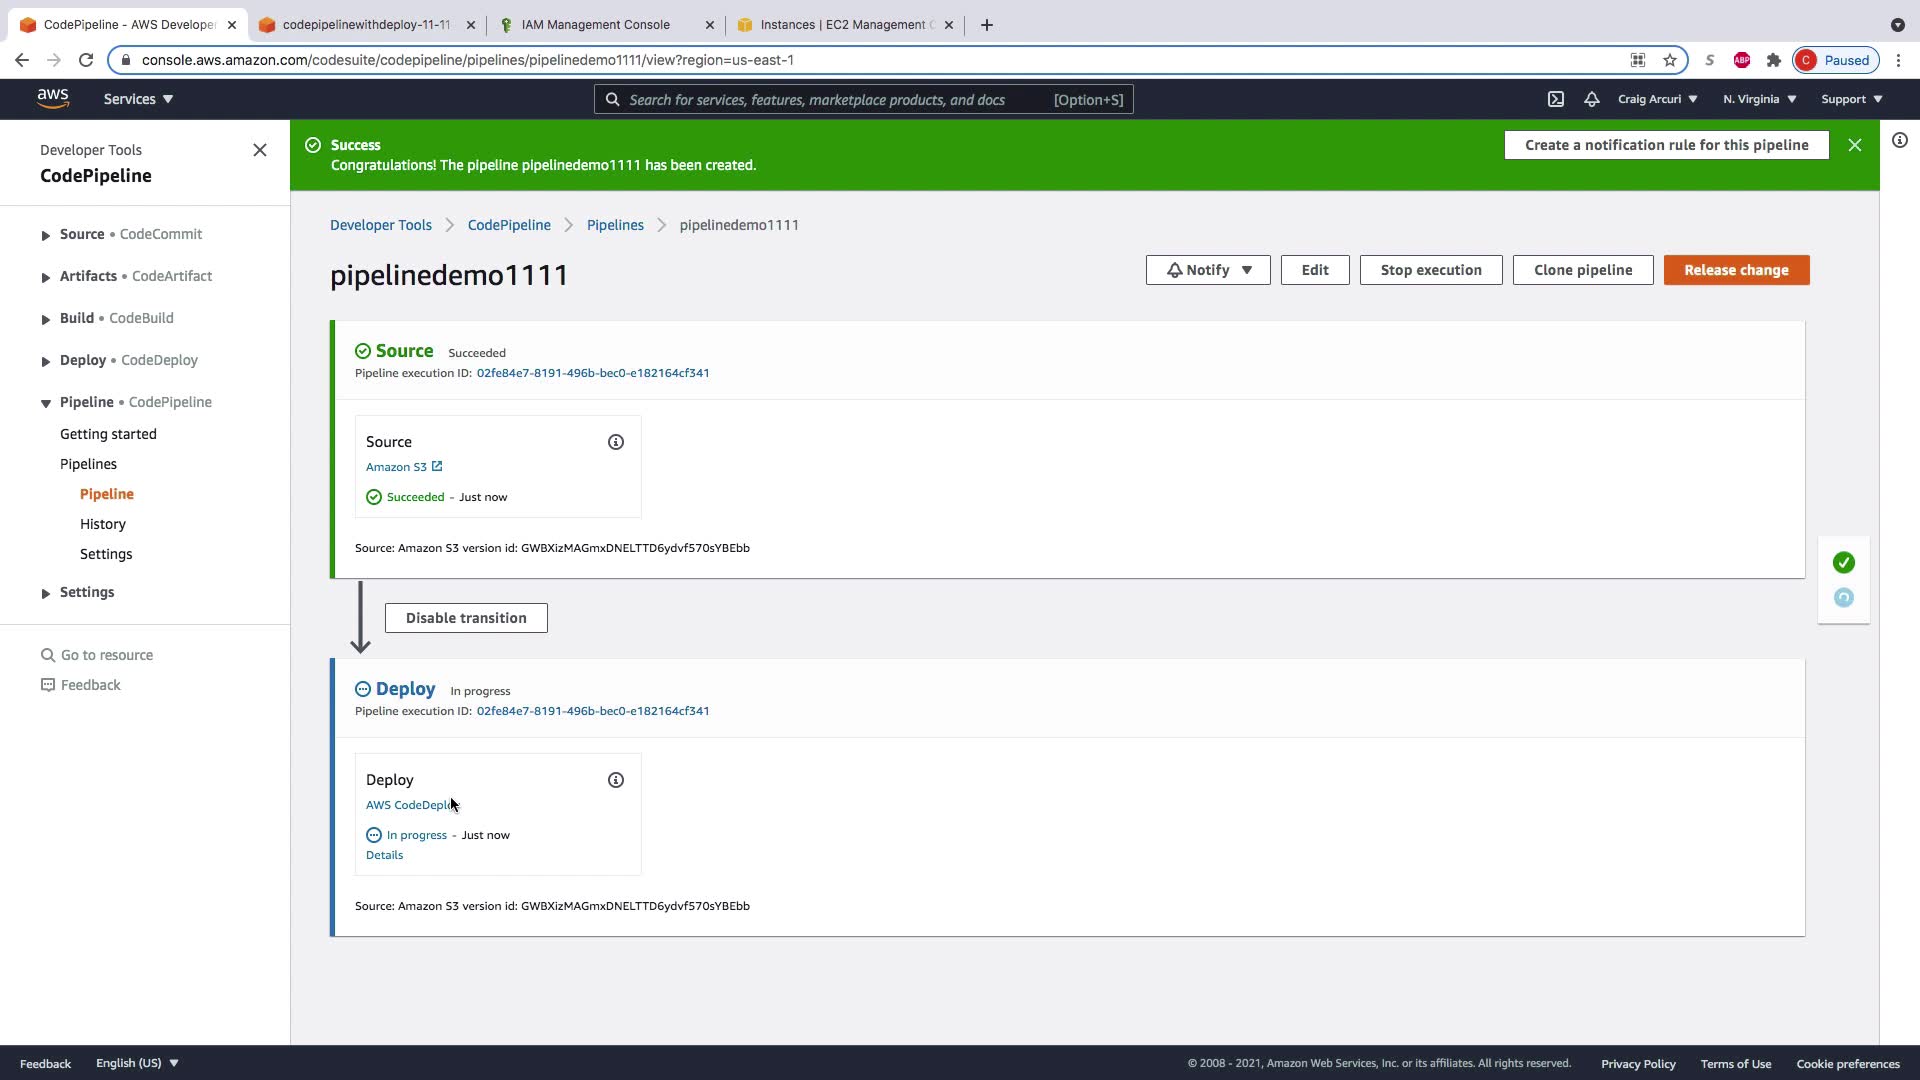 CodePipeline - AWS Developer
codepipelinewithdeploy-11-11
IAM Management Console
Instances | EC2 Management C
console.aws.amazon.com/codesuite/codepipeline/pipelines/pipelinedemo1111/view?region=us-east-1
S
ABP
C
Paused
aws
Services
Search for services, features, marketplace products, and docs
[Option+S]
Craig Arcuri
N. Virginia
Support
Developer Tools
CodePipeline
Source • CodeCommit
Artifacts • CodeArtifact
Build • CodeBuild
Deploy • CodeDeploy
Pipeline • CodePipeline
Getting started
Pipelines
Pipeline
History
Settings
Settings
Go to resource
Feedback
Success
Congratulations! The pipeline pipelinedemo1111 has been created.
Create a notification rule for this pipeline
Developer Tools
CodePipeline
Pipelines
pipelinedemo1111
pipelinedemo1111
Notify
Edit
Stop execution
Clone pipeline
Release change
Source Succeeded
Pipeline execution ID: 02fe84e7-8191-496b-bec0-e182164cf341
Source
Amazon S3
Succeeded - Just now
Source: Amazon S3 version id: GWBXizMAGmxDNELTTD6ydvf570sYBEbb
Disable transition
Deploy In progress
Pipeline execution ID: 02fe84e7-8191-496b-bec0-e182164cf341
Deploy
AWS CodeDeploy
In progress - Just now
Details
Source: Amazon S3 version id: GWBXizMAGmxDNELTTD6ydvf570sYBEbb
Feedback
English (US)
© 2008 - 2021, Amazon Web Services, Inc. or its affiliates. All rights reserved.
Privacy Policy
Terms of Use
Cookie preferences